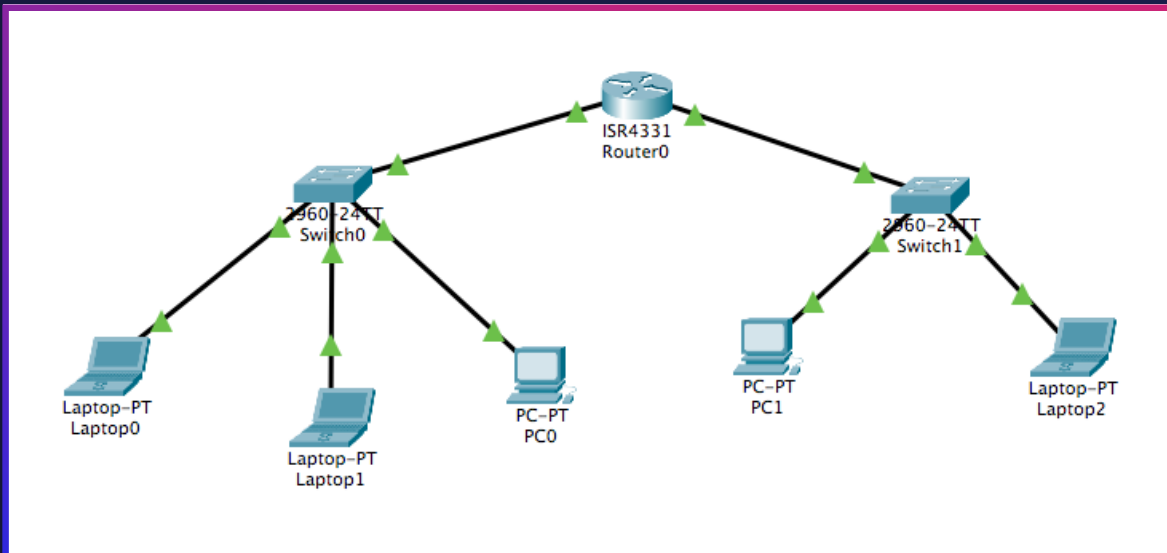 ISR4331
Router0
2960-24TT
Switch0
2960-24TT
Switch1
Laptop-PT
Laptop0
Laptop-PT
Laptop1
PC-PT
PC0
PC-PT
PC1
Laptop-PT
Laptop2